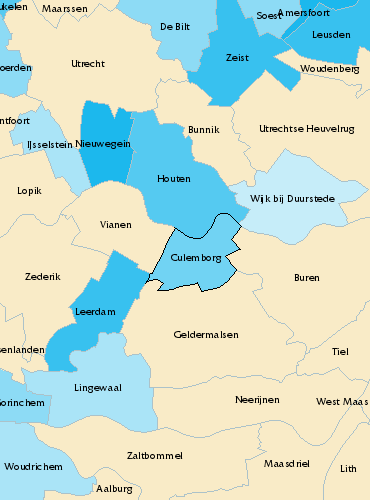 ukelen
Maarssen
Soest
Amersfoort
De Bilt
Leusden
Zeist
Utrecht
oerden
Woudenberg
ntfoort
Bunnik
Utrechtse Heuvelrug
IJsselstein
Nieuwegein
Houten
Lopik
Wijk bij Duurstede
Vianen
Culemborg
Zederik
Buren
Leerdam
Geldermalsen
senlanden
Tiel
Lingewaal
Gorinchem
Neerijnen
West Maas
Zaltbommel
Woudrichem
Maasdriel
Lith
Aalburg